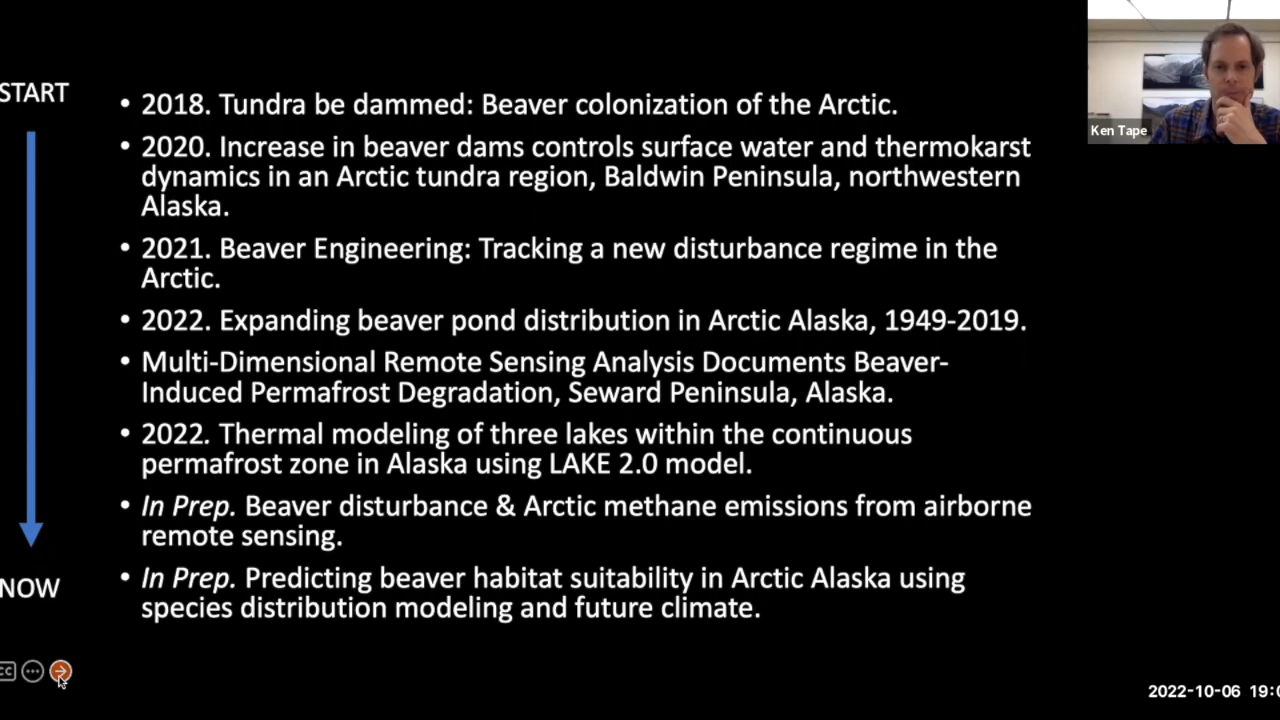 START
• 2018. Tundra be dammed: Beaver colonization of the Arctic.
• 2020. Increase in beaver dams controls surface water and thermokarst
dynamics in an Arctic tundra region, Baldwin Peninsula, northwestern
Alaska.
• 2021. Beaver Engineering: Tracking a new disturbance regime in the
Arctic.
• 2022. Expanding beaver pond distribution in Arctic Alaska, 1949-2019.
• Multi-Dimensional Remote Sensing Analysis Documents Beaver-
Induced Permafrost Degradation, Seward Peninsula, Alaska.
• 2022. Thermal modeling of three lakes within the continuous
permafrost zone in Alaska using LAKE 2.0 model.
• In Prep. Beaver disturbance & Arctic methane emissions from airborne
remote sensing.
• In Prep. Predicting beaver habitat suitability in Arctic Alaska using
species distribution modeling and future climate.
NOW
Ken Tape
CC
2022-10-06 19:0